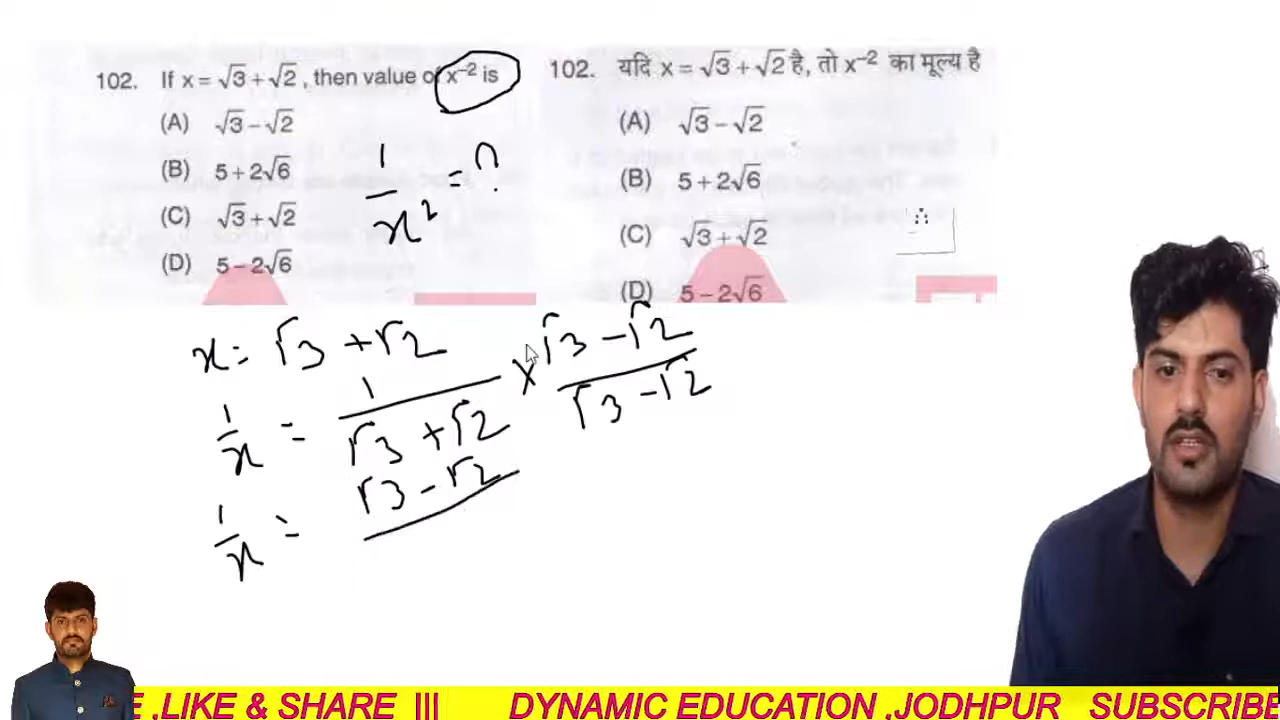 102. If x = √3 + √2 , then value of x⁻² is
(A) √3 − √2
(B) 5 + 2√6
(C) √3 + √2
(D) 5 − 2√6
1/x² = ?
102. यदि x = √3 + √2 है, तो x⁻² का मूल्य है
(A) √3 − √2
(B) 5 + 2√6
(C) √3 + √2
(D) 5 − 2√6
∴
x = √3 + √2
1/x = 1/(√3 + √2) × (√3 − √2)/(√3 − √2)
1/x = √3 − √2
E ,LIKE & SHARE ||| DYNAMIC EDUCATION ,JODHPUR SUBSCRIBE